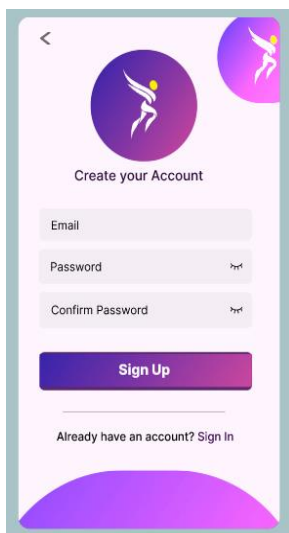 Create your Account
Email
Password
Confirm Password
Sign Up
Already have an account? Sign In